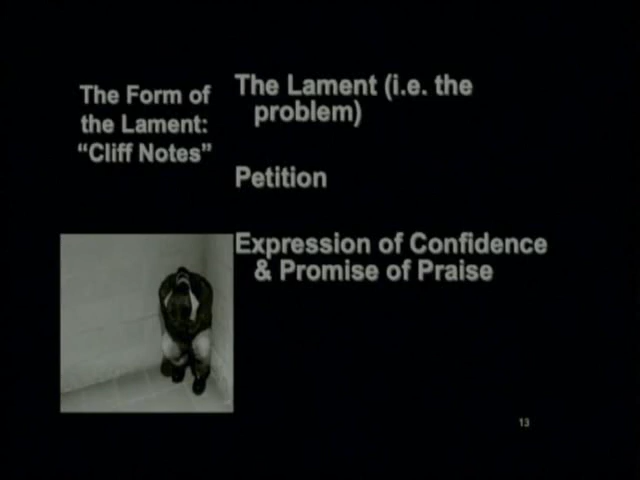 The Form of
the Lament:
“Cliff Notes”
The Lament (i.e. the
problem)
Petition
Expression of Confidence
& Promise of Praise
13